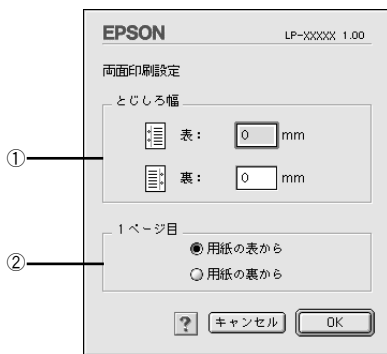 EPSON LP-XXXXX 1.00
両面印刷設定
とじしろ幅
表： 0 mm
①
裏： 0 mm
1ページ目
用紙の表から
②
用紙の裏から
? キャンセル OK